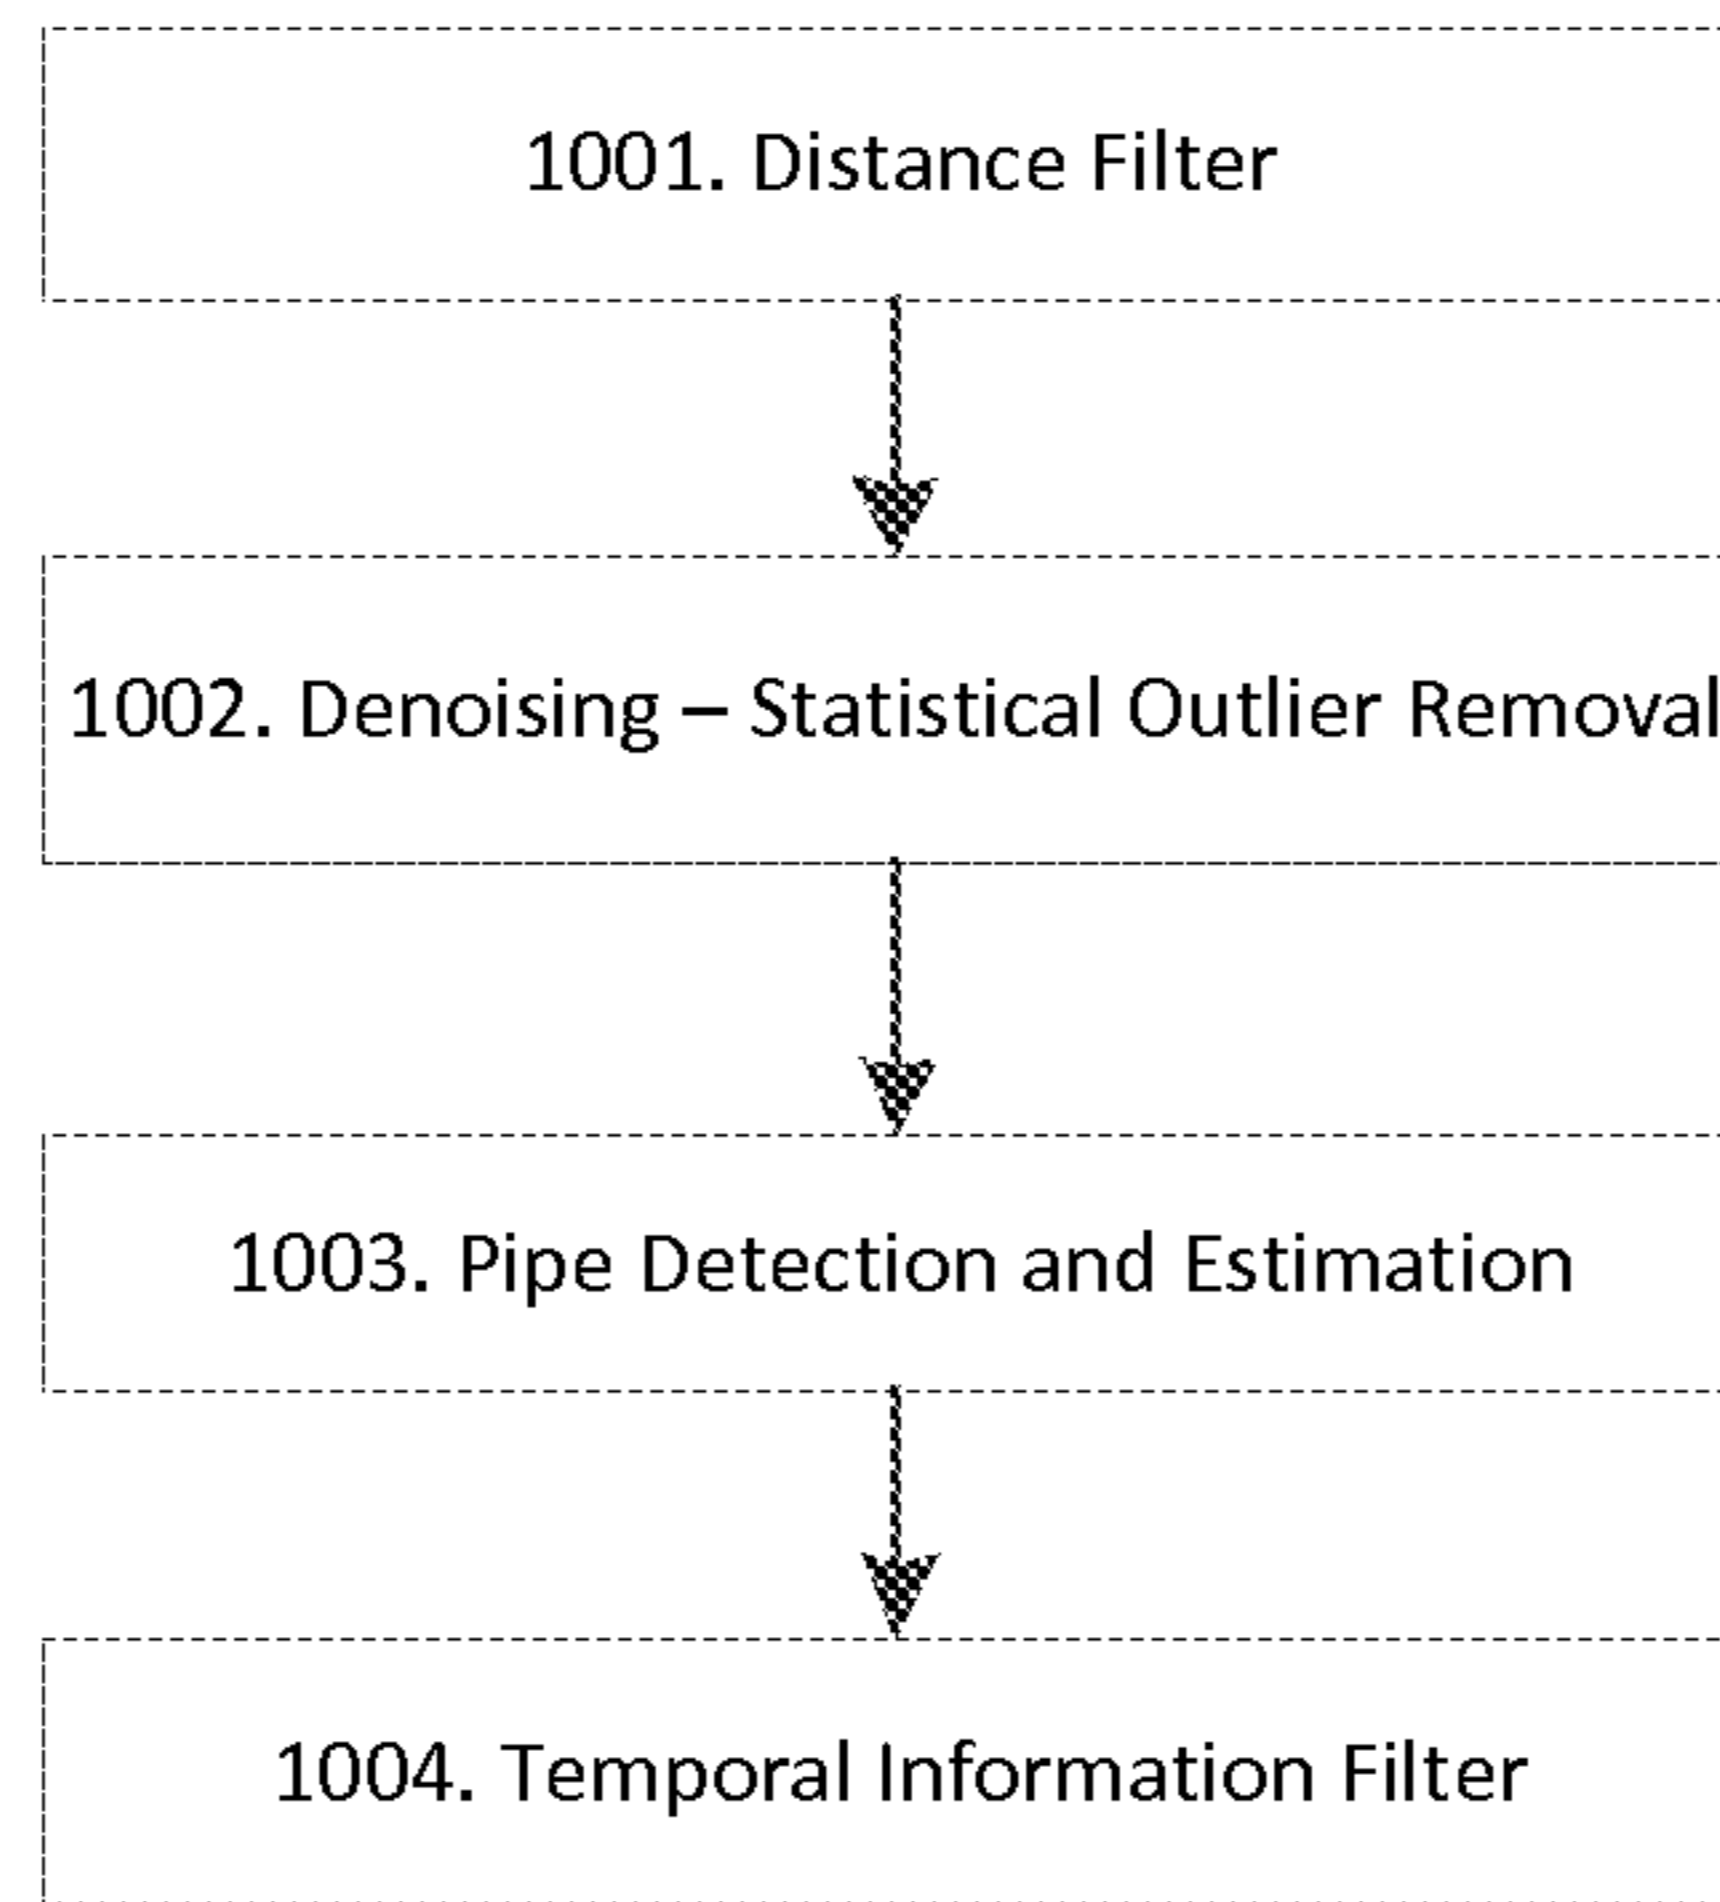 1001. Distance Filter
1002. Denoising – Statistical Outlier Removal
1003. Pipe Detection and Estimation
1004. Temporal Information Filter